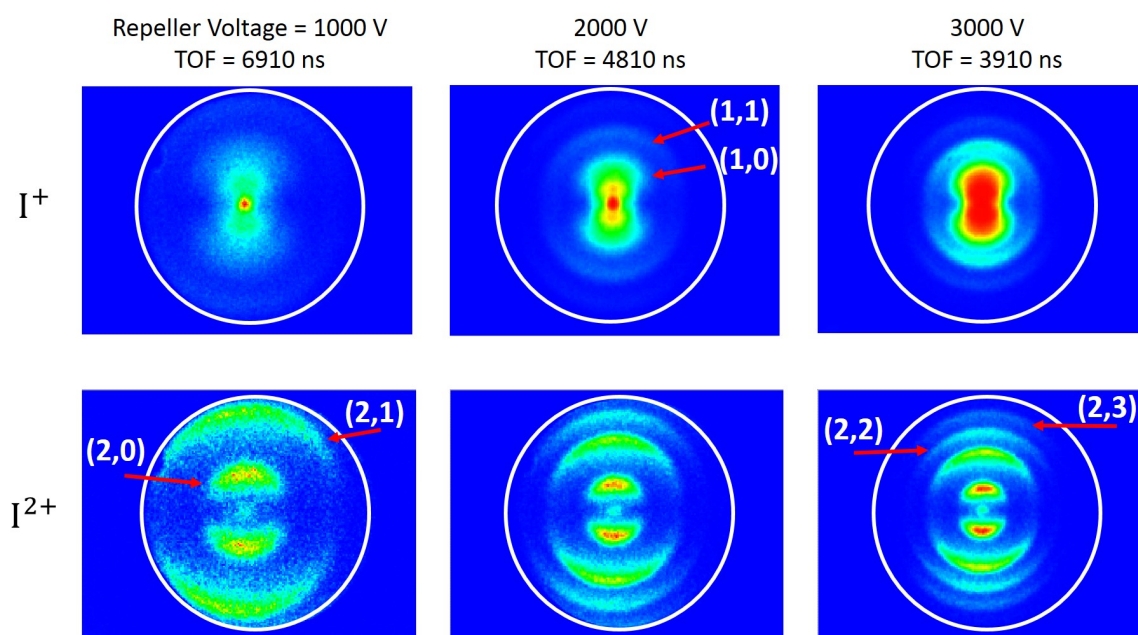 Repeller Voltage = 1000 V
TOF = 6910 ns
2000 V
TOF = 4810 ns
3000 V
TOF = 3910 ns
I⁺
(1,1)
(1,0)
I²⁺
(2,0)
(2,1)
(2,2)
(2,3)